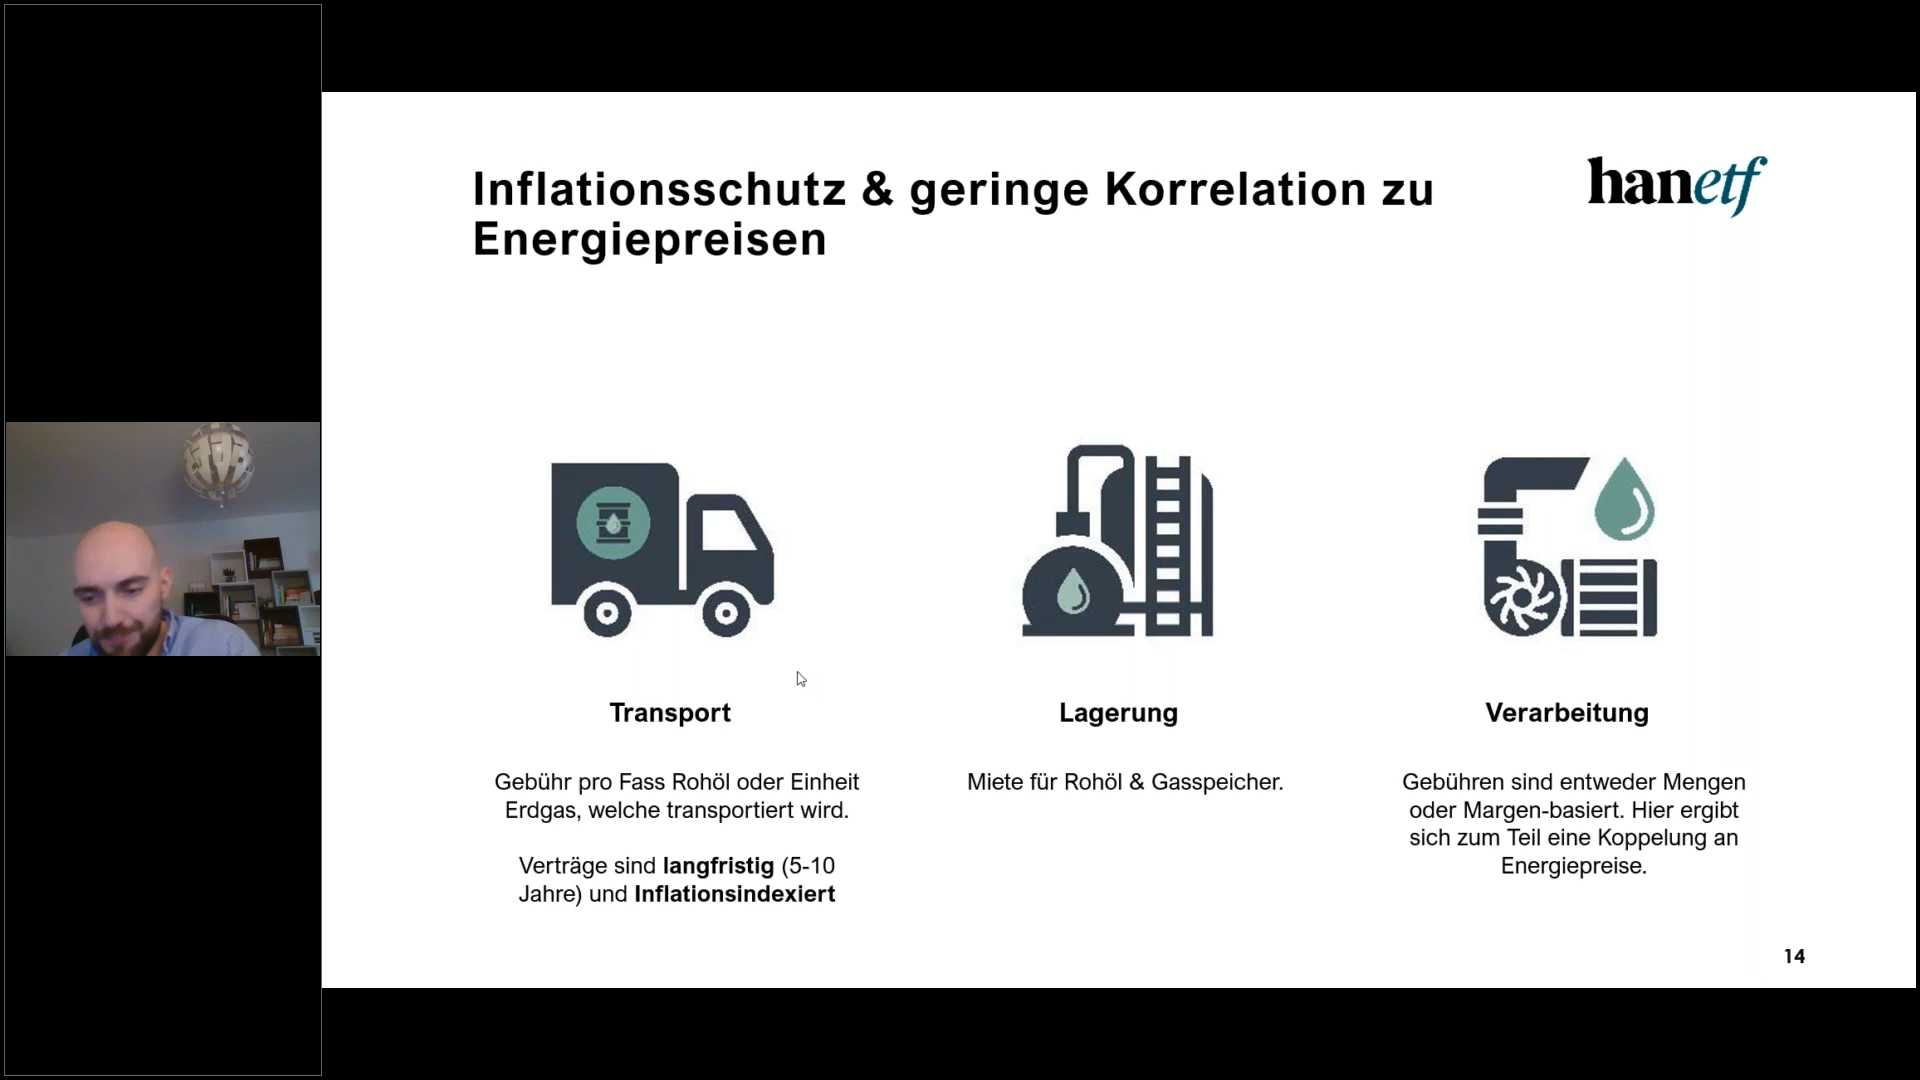 Inflationsschutz & geringe Korrelation zu
Energiepreisen
hanetf
Transport
Gebühr pro Fass Rohöl oder Einheit
Erdgas, welche transportiert wird.
Verträge sind langfristig (5-10
Jahre) und Inflationsindexiert
Lagerung
Miete für Rohöl & Gasspeicher.
Verarbeitung
Gebühren sind entweder Mengen
oder Margen-basiert. Hier ergibt
sich zum Teil eine Koppelung an
Energiepreise.
14